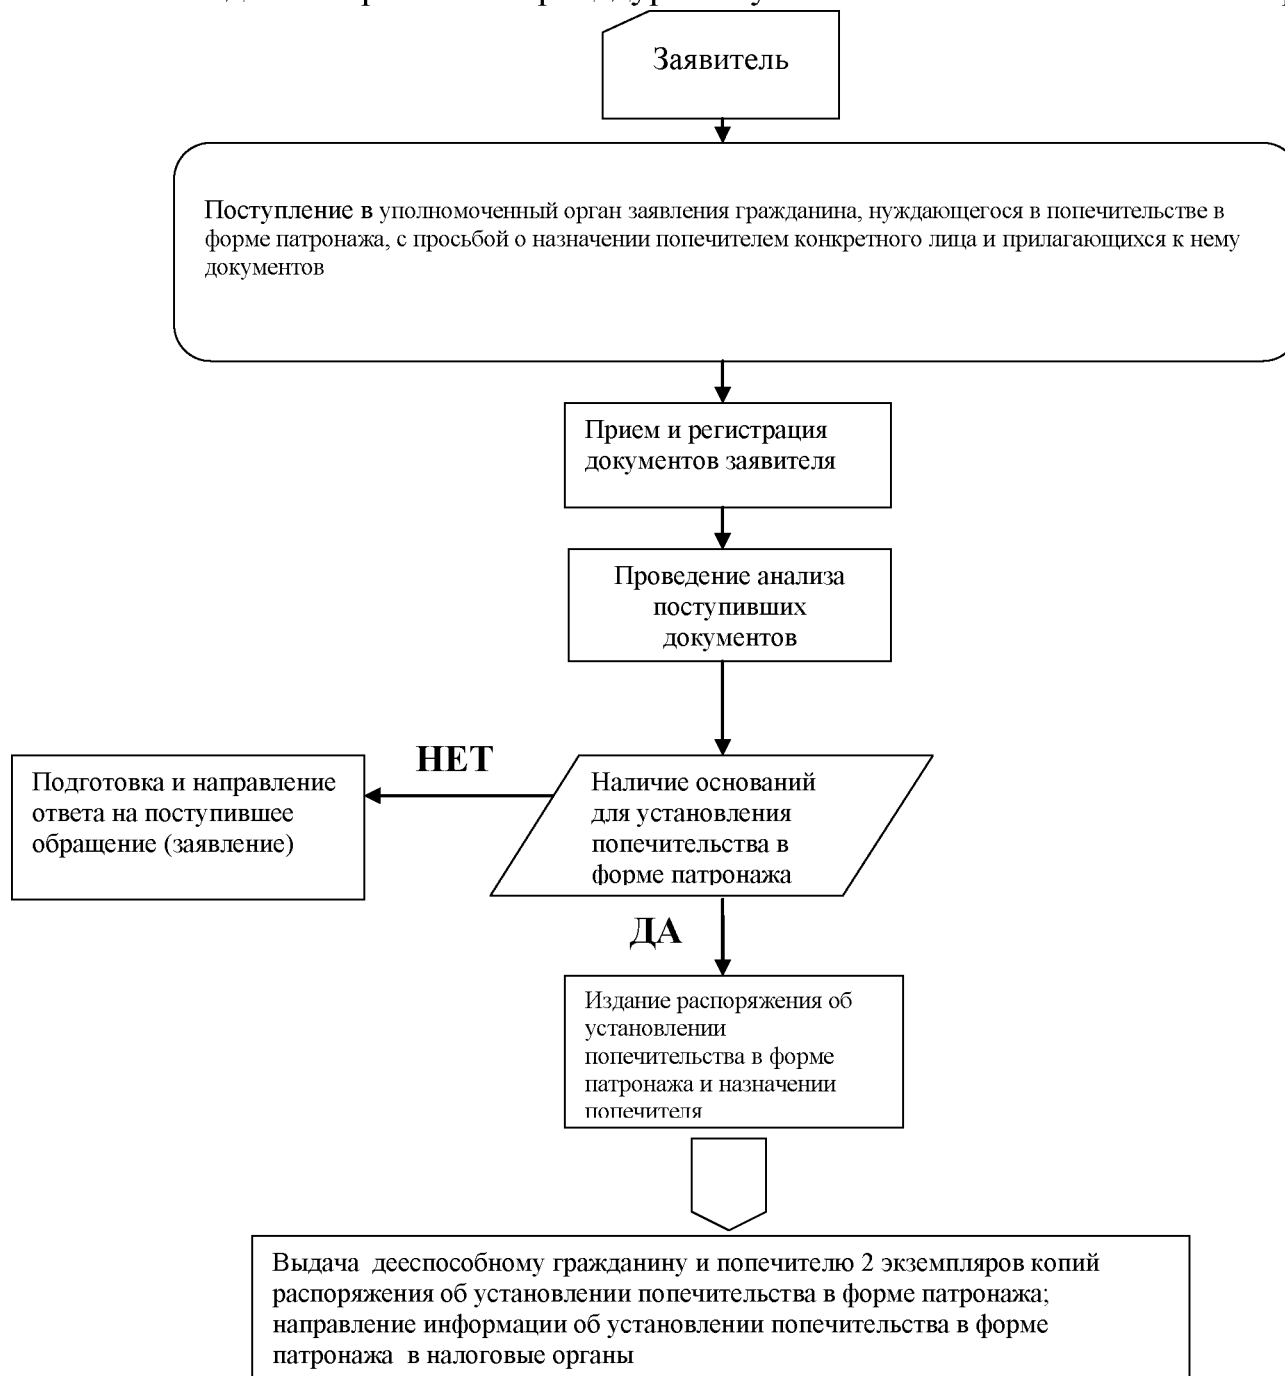 Заявитель
Поступление в уполномоченный орган заявления гражданина, нуждающегося в попечительстве в
форме патронажа, с просьбой о назначении попечителем конкретного лица и прилагающихся к нему
документов
Прием и регистрация
документов заявителя
Проведение анализа
поступивших
документов
НЕТ
Подготовка и направление
ответа на поступившее
обращение (заявление)
Наличие оснований
для установления
попечительства в
форме патронажа
ДА
Издание распоряжения об
установлении
попечительства в форме
патронажа и назначении
попечителя
Выдача дееспособному гражданину и попечителю 2 экземпляров копий
распоряжения об установлении попечительства в форме патронажа;
направление информации об установлении попечительства в форме
патронажа в налоговые органы